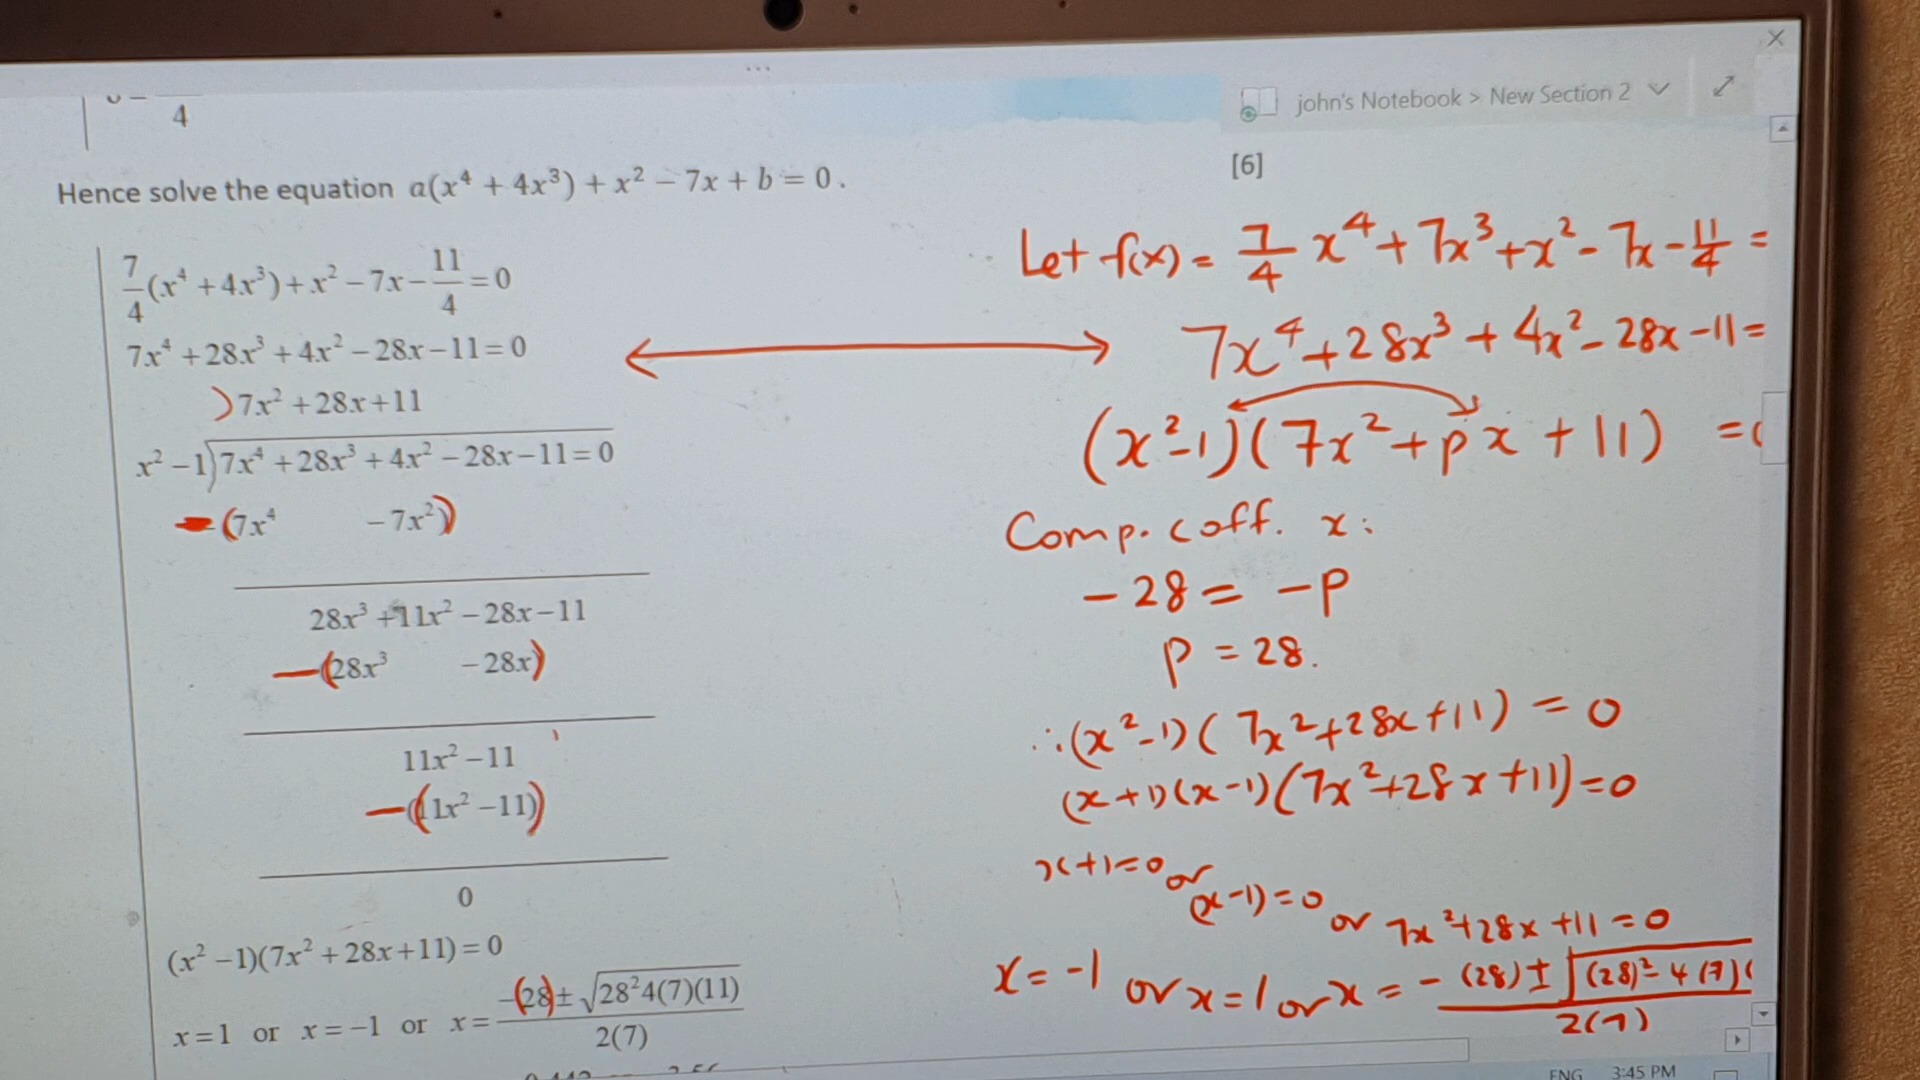 john's Notebook > New Section 2
4
[6]
Hence solve the equation a(x⁴ + 4x³) + x² − 7x + b = 0.
7/4(x⁴ + 4x³) + x² − 7x − 11/4 = 0
7x⁴ + 28x³ + 4x² − 28x − 11 = 0
)7x² + 28x + 11
x² − 1)7x⁴ + 28x³ + 4x² − 28x − 11 = 0
−(7x⁴ − 7x²)
28x³ + 11x² − 28x − 11
−(28x³ − 28x)
11x² − 11
−(11x² − 11)
0
(x² − 1)(7x² + 28x + 11) = 0
x = 1 or x = −1 or x = (−(28) ± √(28²4(7)(11)))/2(7)
Let f(x) = 7/4 x⁴ + 7x³ + x² − 7x − 11/4 =
7x⁴ + 28x³ + 4x² − 28x − 11 =
(x² − 1)(7x² + px + 11) = (
Comp. coff. x:
−28 = −p
p = 28.
∴ (x² − 1)(7x² + 28x + 11) = 0
(x + 1)(x − 1)(7x² + 28x + 11) = 0
x + 1 = 0 or (x − 1) = 0 or 7x² + 28x + 11 = 0
x = −1 or x = 1 or x = (−(28) ± √((28)² − 4(7)( )/2(7)
ENG 3:45 PM